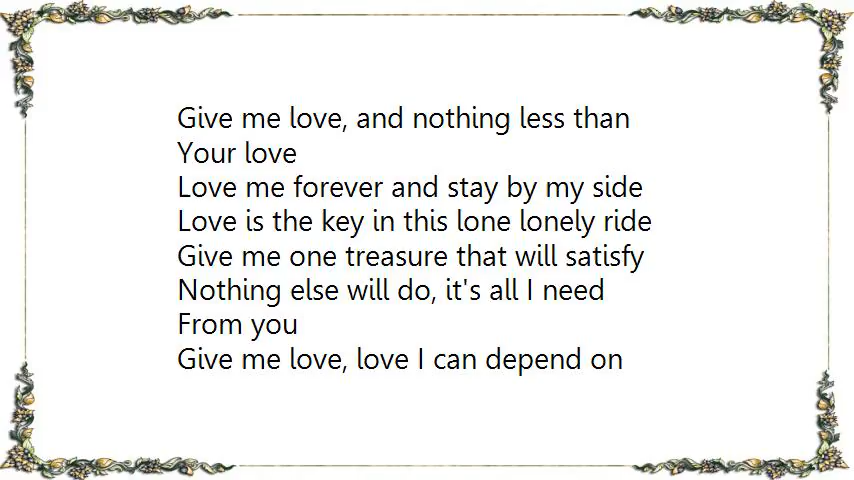 Give me love, and nothing less than
Your love
Love me forever and stay by my side
Love is the key in this lone lonely ride
Give me one treasure that will satisfy
Nothing else will do, it's all I need
From you
Give me love, love I can depend on